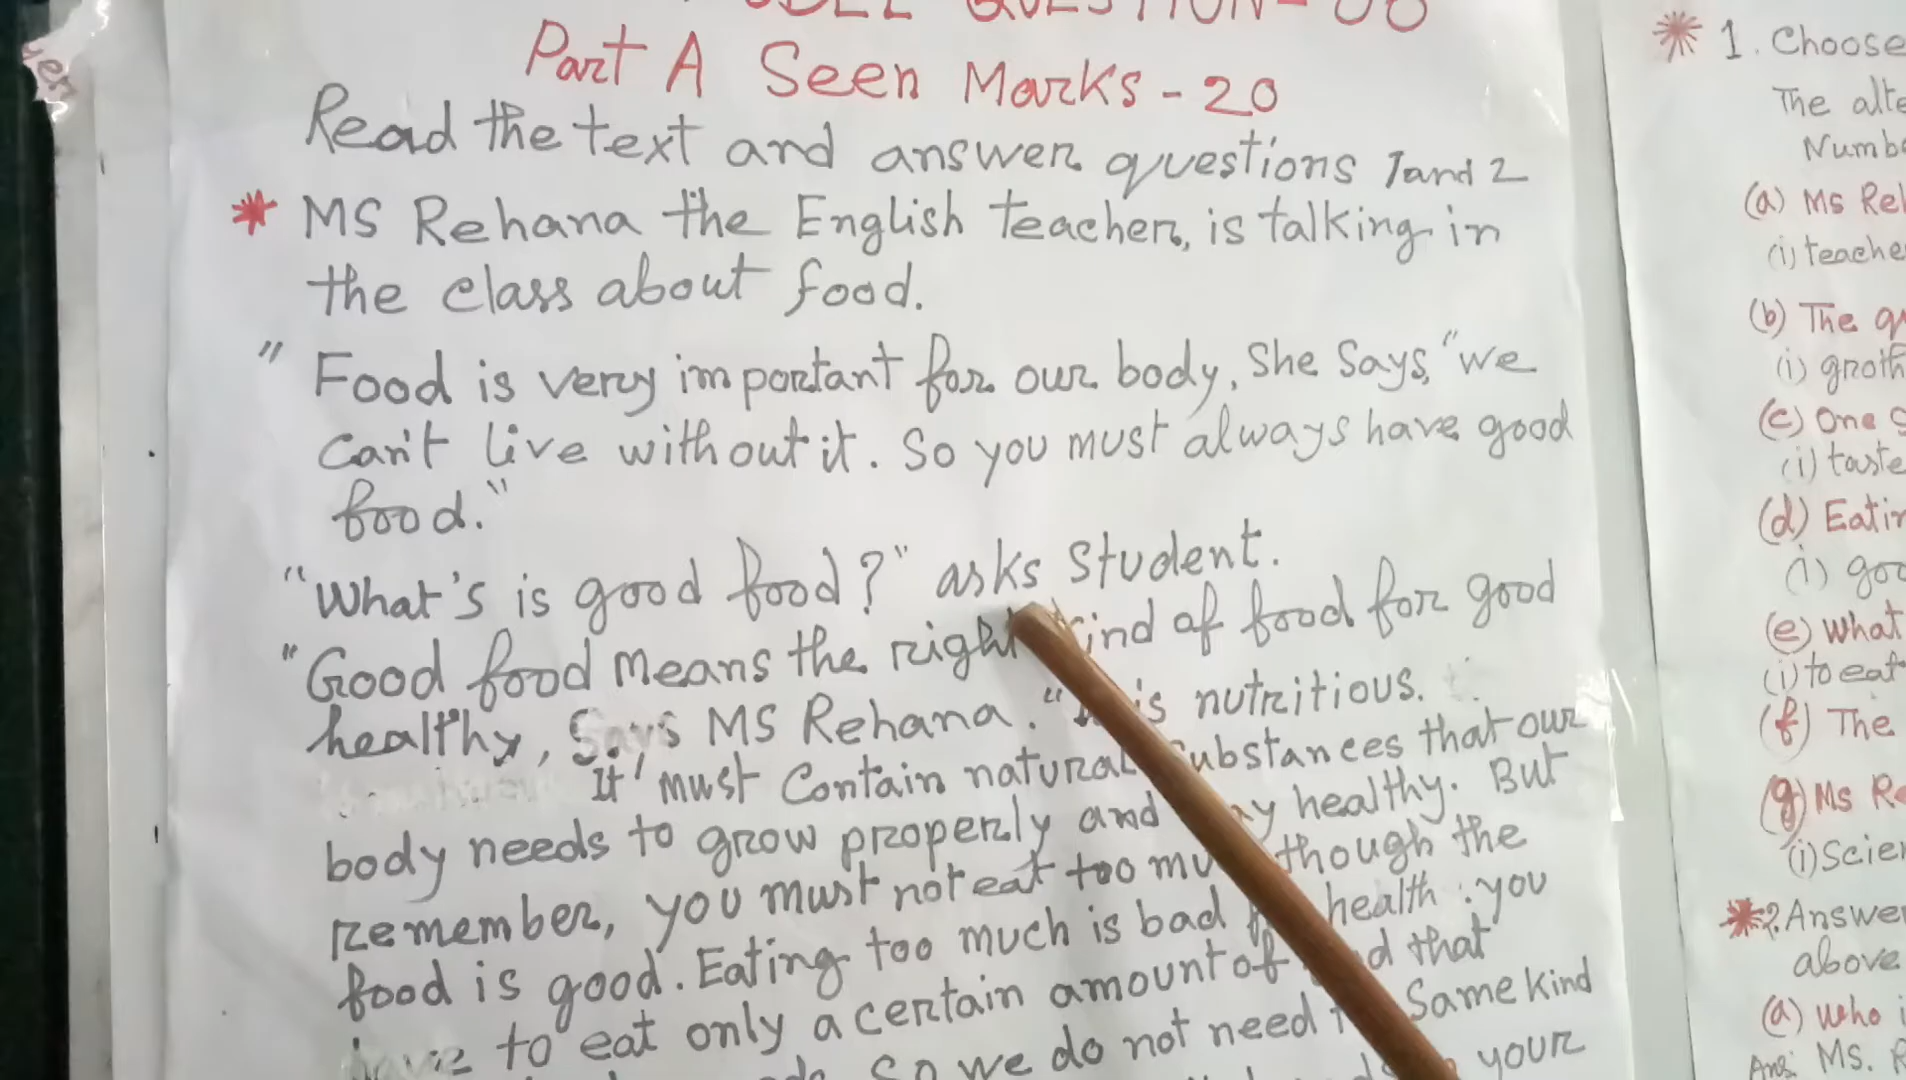 QUESTION-
Part A Seen Marks - 20
Read the text and answer questions 1 and 2
* MS Rehana the English teacher, is talking in
the class about food.
" Food is very important for our body, She Says, "we
can't live without it. So you must always have good
food."
"What's is good food?" asks Student.
"Good food means the right kind of food for good
healthy, Says MS Rehana. " is nutritious.
It must contain natural substances that our
body needs to grow properly and healthy. But
remember, you must not eat too though the
food is good. Eating too much is bad health : you
to eat only a certain amount of that
So we do not need Same kind
your
* 1. Choose
The
(a) Ms
(i)
(b) The
(i) groth
(c) One
(i) taste
(d)
(i)
(e) What
(i) to eat
(f) The
(g) Ms
(i)
* 2. Answer
above
(a) Who
Ans: MS. R